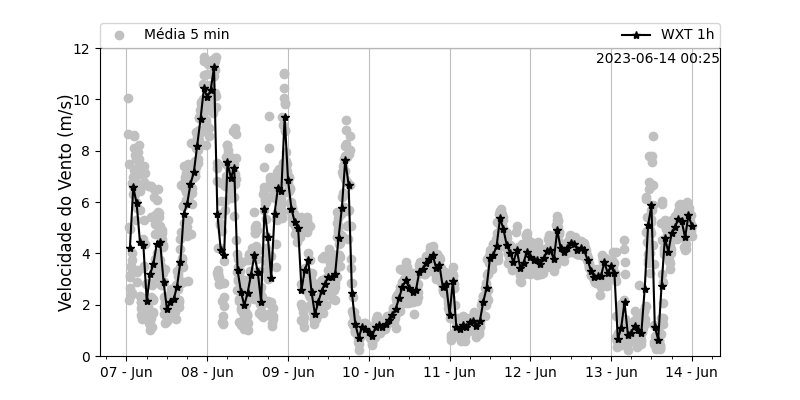 Média 5 min
WXT 1h
2023-06-14 00:25
Velocidade do Vento (m/s)
12
10
8
6
4
2
0
07 - Jun 08 - Jun 09 - Jun 10 - Jun 11 - Jun 12 - Jun 13 - Jun 14 - Jun